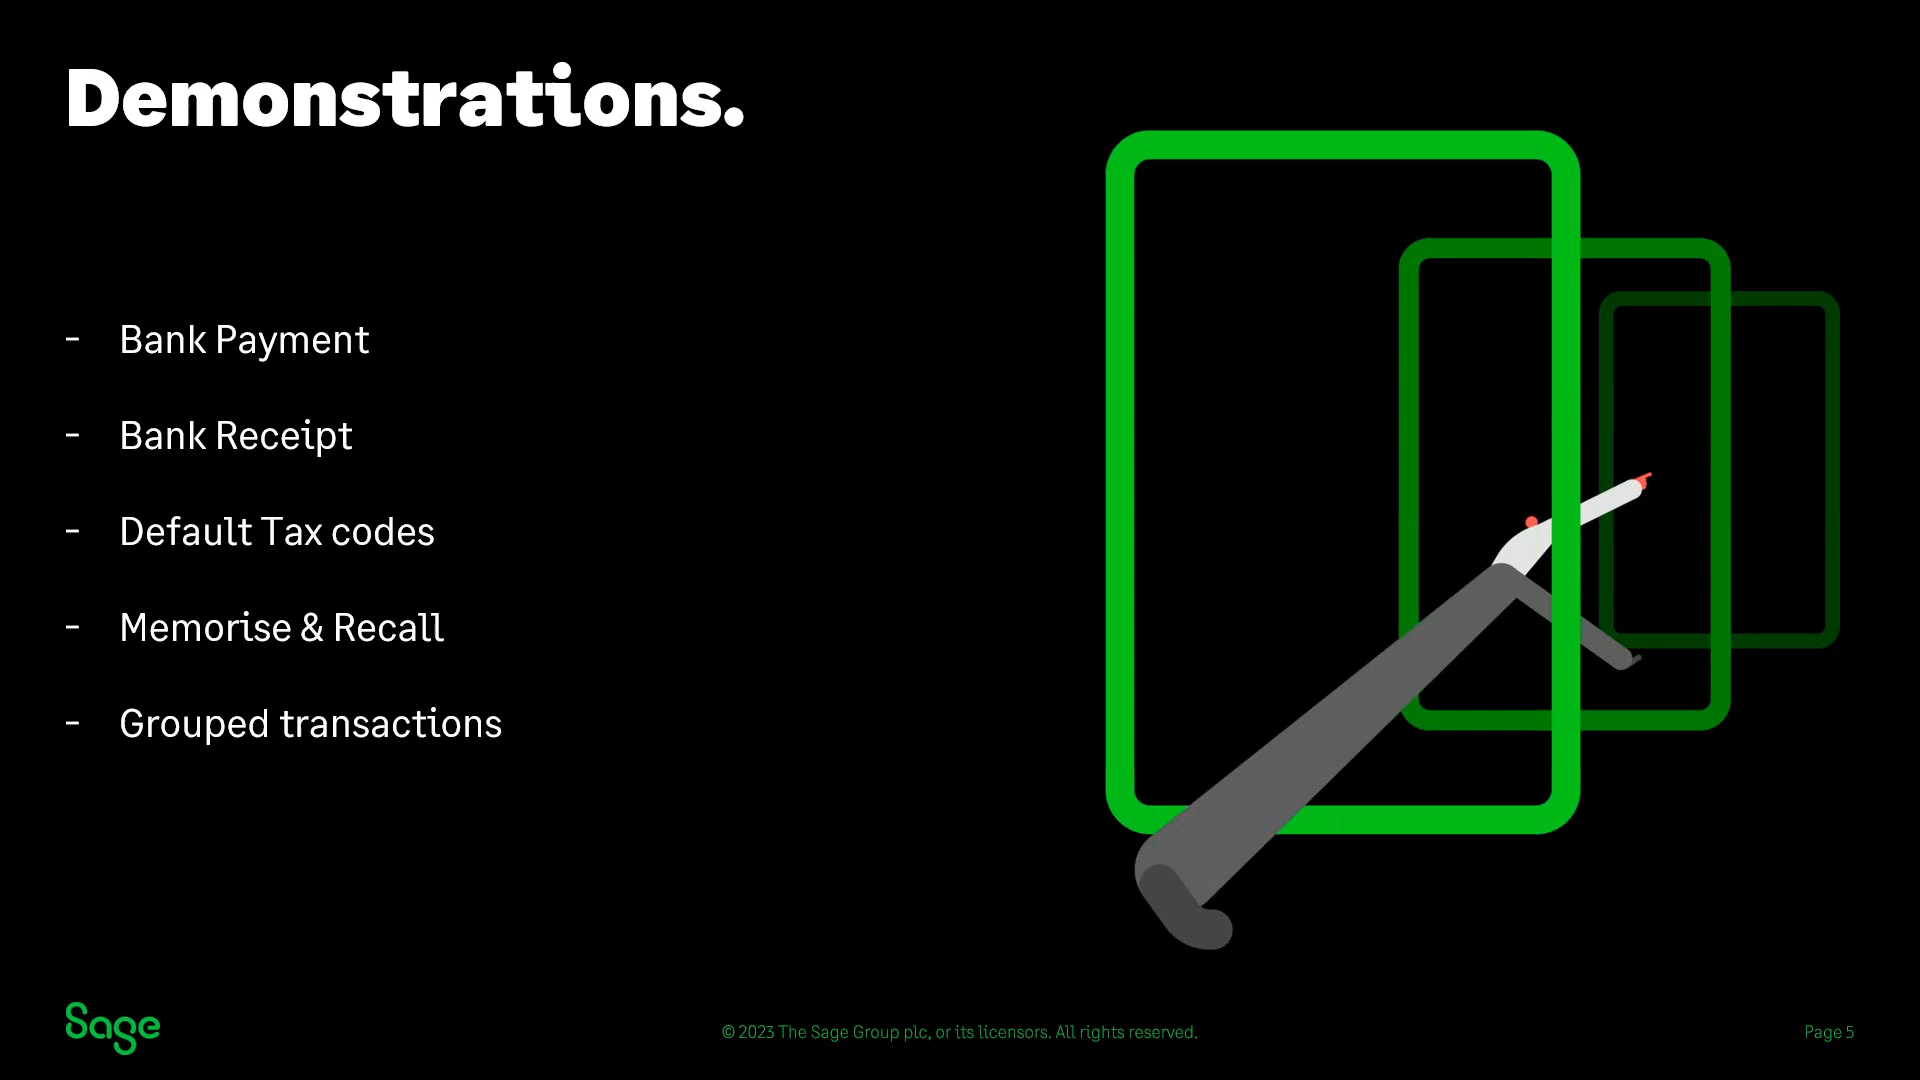 Demonstrations.
- Bank Payment
- Bank Receipt
- Default Tax codes
- Memorise & Recall
- Grouped transactions
Sage
© 2023 The Sage Group plc, or its licensors. All rights reserved.
Page 5